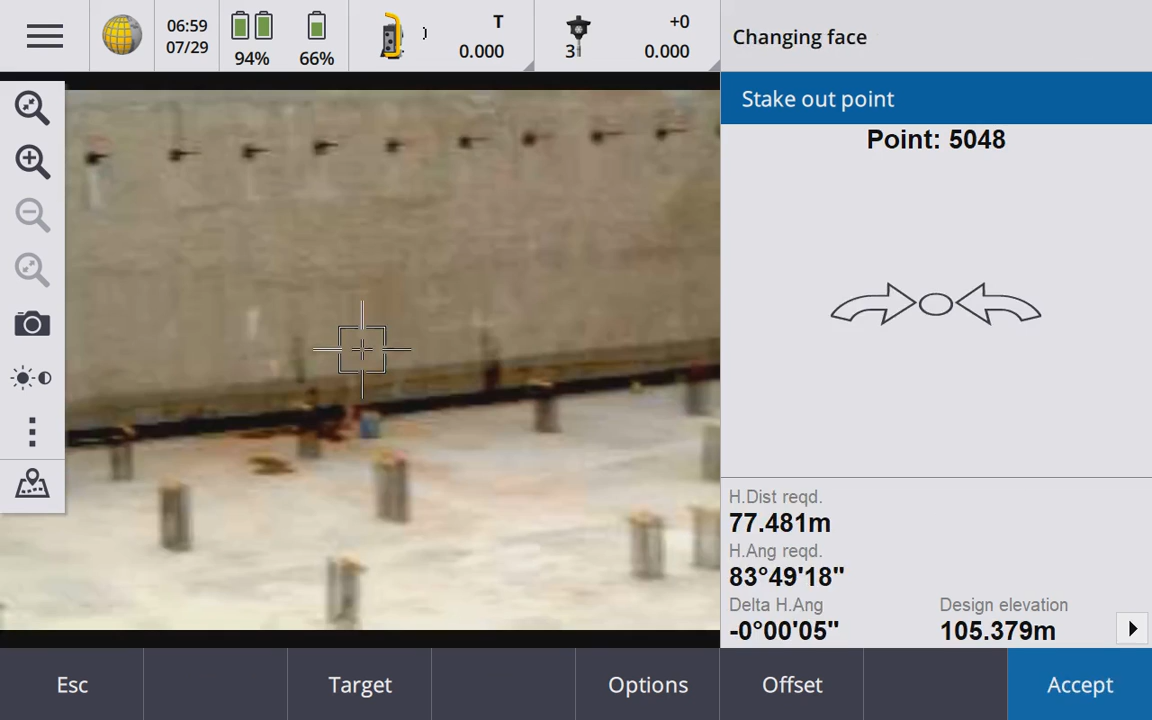 06:59
07/29
94%
66%
T
0.000
3
+0
0.000
Changing face
Stake out point
Point: 5048
H.Dist reqd.
77.481m
H.Ang reqd.
83°49'18"
Delta H.Ang
-0°00'05"
Design elevation
105.379m
Esc
Target
Options
Offset
Accept